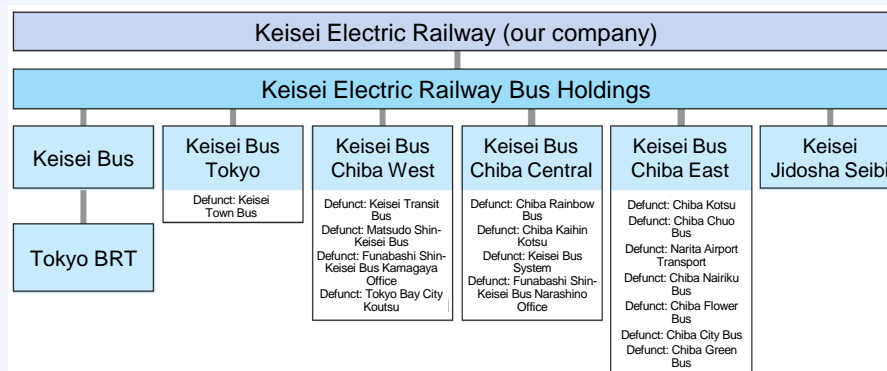 Keisei Electric Railway (our company)
Keisei Electric Railway Bus Holdings
Keisei Bus
Tokyo BRT
Keisei Bus
Tokyo
Defunct: Keisei
Town Bus
Keisei Bus
Chiba West
Defunct: Keisei Transit
Bus
Defunct: Matsudo Shin-
Keisei Bus
Defunct: Funabashi Shin-
Keisei Bus Kamagaya
Office
Defunct: Tokyo Bay City
Koutsu
Keisei Bus
Chiba Central
Defunct: Chiba Rainbow
Bus
Defunct: Chiba Kaihin
Kotsu
Defunct: Keisei Bus
System
Defunct: Funabashi Shin-
Keisei Bus Narashino
Office
Keisei Bus
Chiba East
Defunct: Chiba Kotsu
Defunct: Chiba Chuo
Bus
Defunct: Narita Airport
Transport
Defunct: Chiba Nairiku
Bus
Defunct: Chiba Flower
Bus
Defunct: Chiba City Bus
Defunct: Chiba Green
Bus
Keisei
Jidosha Seibi